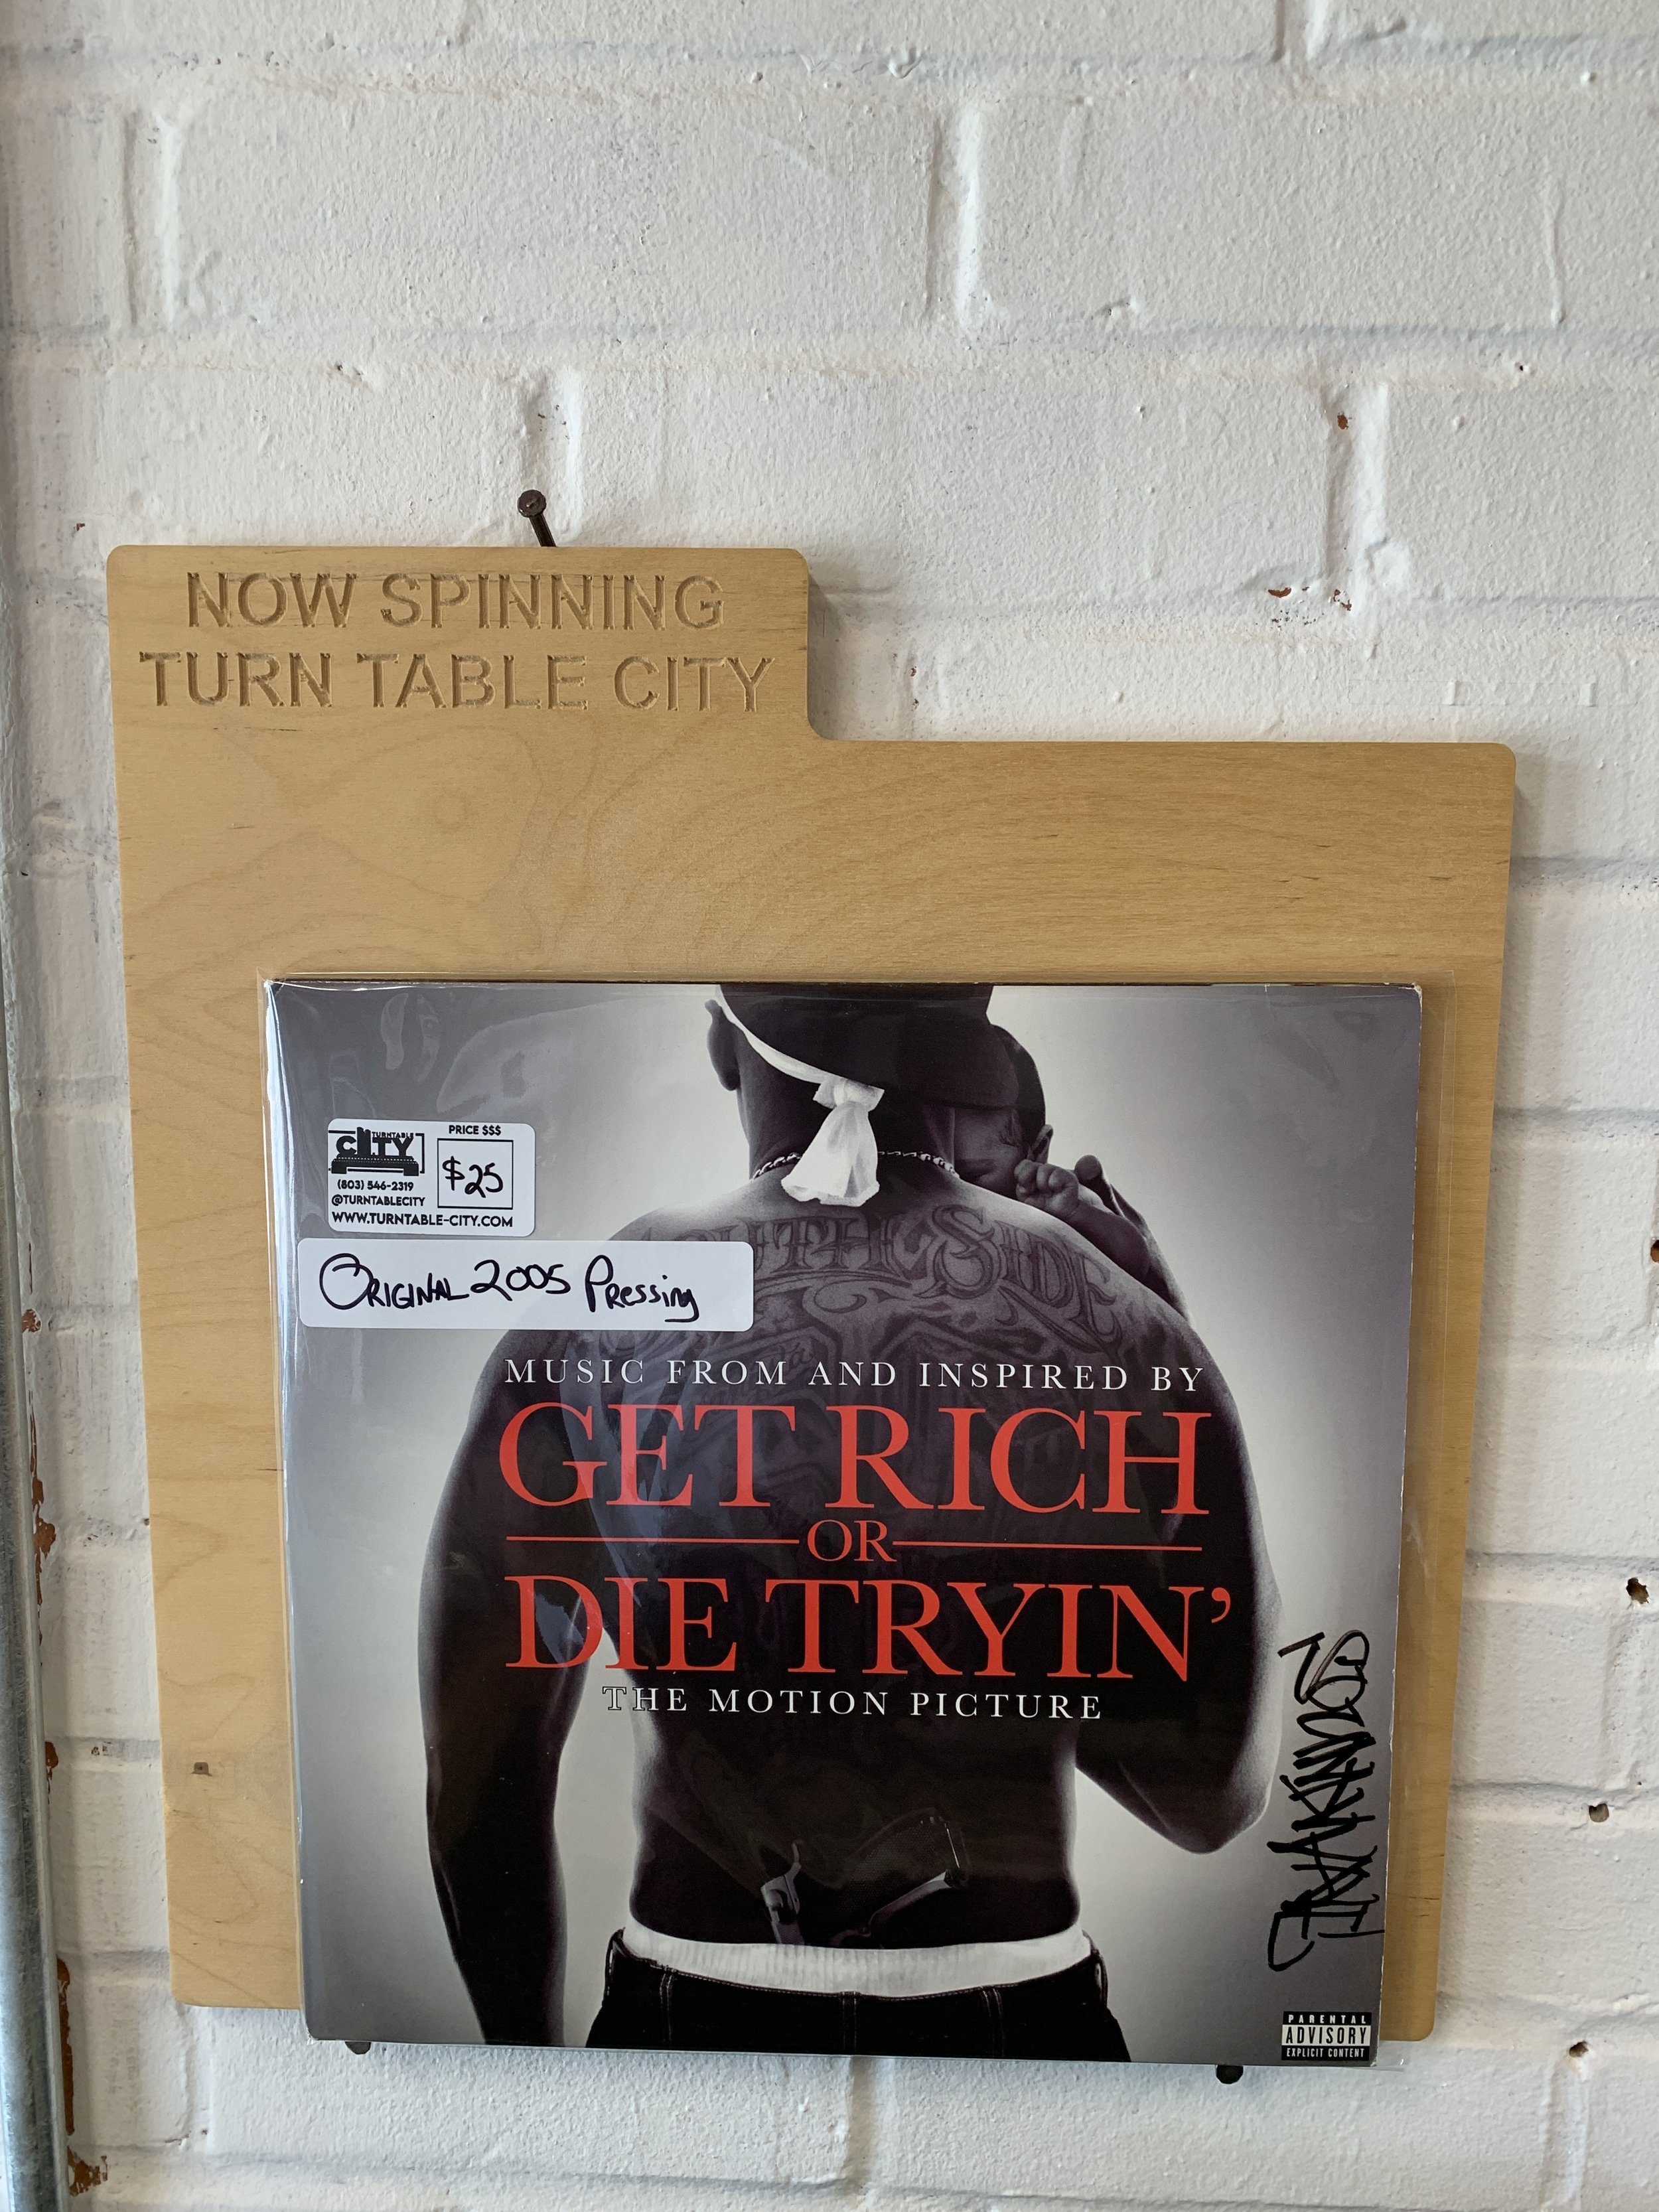 NOW SPINNING
TURN TABLE CITY
TURNTABLE
CITY
PRICE $$$
$25
(803) 546-2319
@TURNTABLECITY
WWW.TURNTABLE-CITY.COM
ORIGINAL 2005 Pressing
SIDE
MUSIC FROM AND INSPIRED BY
GET RICH
OR
DIE TRYIN'
THE MOTION PICTURE
PARENTAL
ADVISORY
EXPLICIT CONTENT